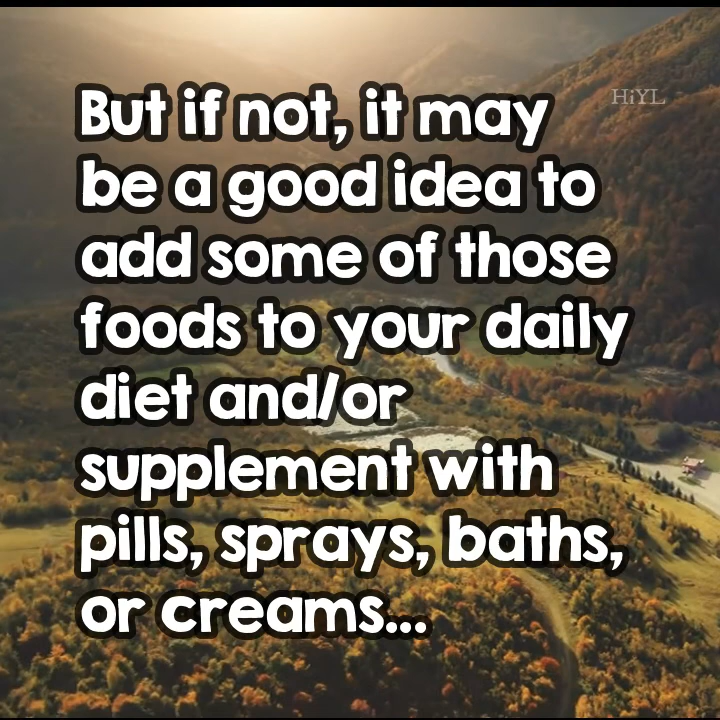 HiYL
But if not, it may
be a good idea to
add some of those
foods to your daily
diet and/or
supplement with
pills, sprays, baths,
or creams...